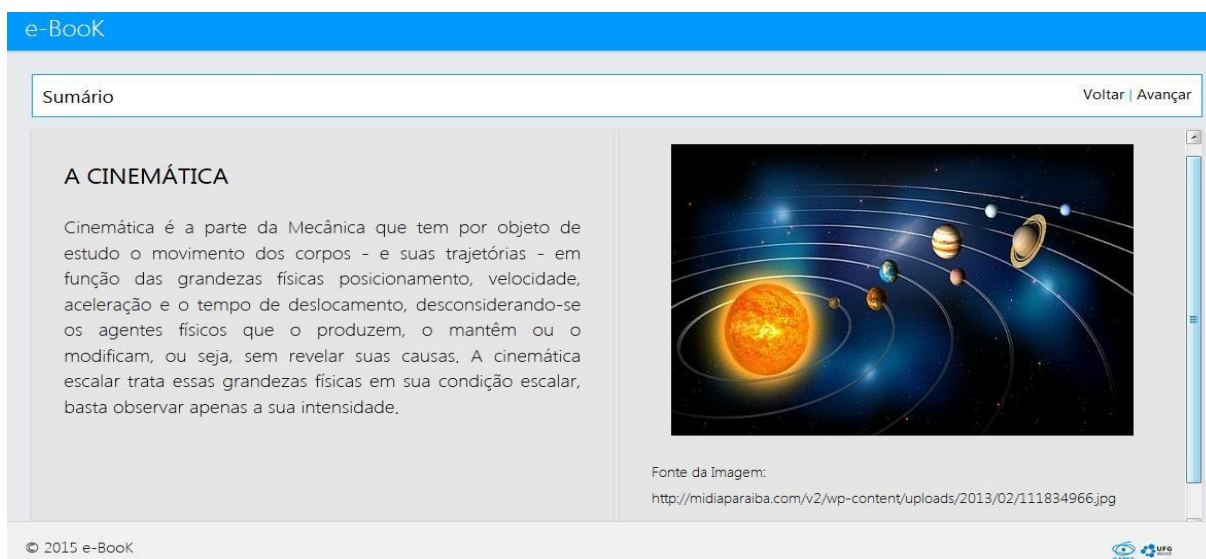 e-BooK
Sumário
Voltar | Avançar
A CINEMÁTICA
Cinemática é a parte da Mecânica que tem por objeto de
estudo o movimento dos corpos - e suas trajetórias - em
função das grandezas físicas posicionamento, velocidade,
aceleração e o tempo de deslocamento, desconsiderando-se
os agentes físicos que o produzem, o mantêm ou o
modificam, ou seja, sem revelar suas causas. A cinemática
escalar trata essas grandezas físicas em sua condição escalar,
basta observar apenas a sua intensidade.
Fonte da Imagem:
http://midiaparaiba.com/v2/wp-content/uploads/2013/02/111834966.jpg
© 2015 e-BooK
UFG